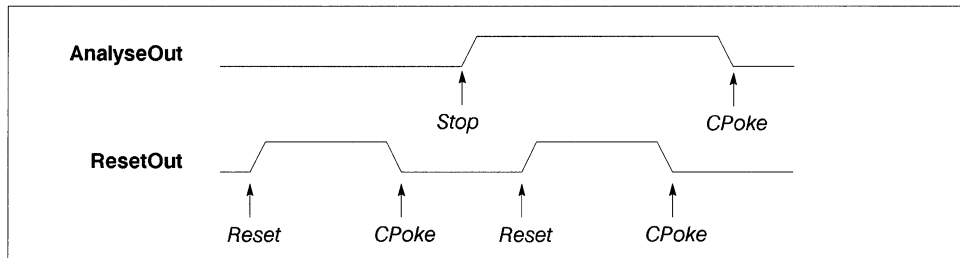 AnalyseOut
Stop
CPoke
ResetOut
Reset
CPoke
Reset
CPoke